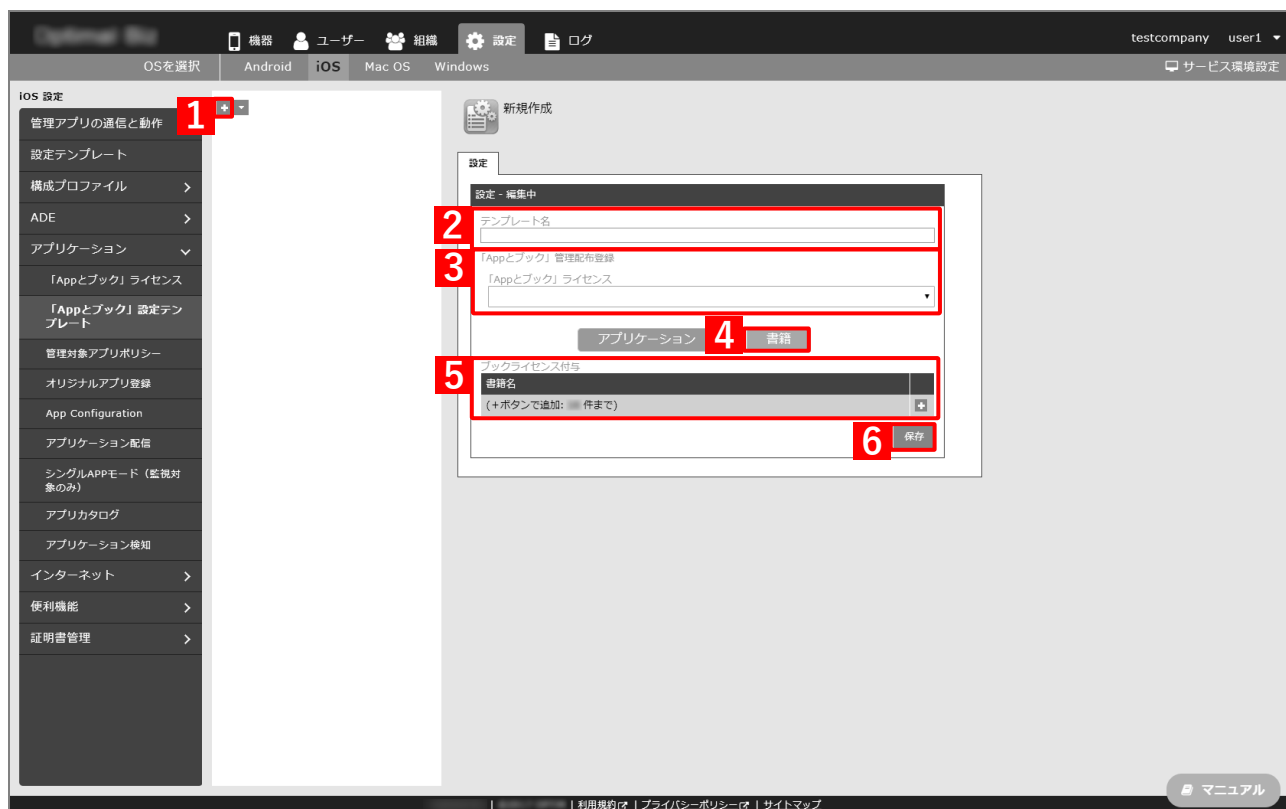 機器 ユーザー 組織 設定 ログ testcompany user1 ▼
OSを選択 Android iOS Mac OS Windows サービス環境設定
iOS 設定
管理アプリの通信と動作
設定テンプレート
構成プロファイル
ADE
アプリケーション
「Appとブック」ライセンス
「Appとブック」設定テン
プレート
管理対象アプリポリシー
オリジナルアプリ登録
App Configuration
アプリケーション配信
シングルAPPモード（監視対
象のみ）
アプリカタログ
アプリケーション検知
インターネット
便利機能
証明書管理
1
新規作成
設定
設定 - 編集中
2
テンプレート名
3
「Appとブック」管理配布登録
「Appとブック」ライセンス
アプリケーション
4
書籍
5
ブックライセンス付与
書籍名
(+ボタンで追加: 件まで)
6
保存
マニュアル
| 利用規約 | プライバシーポリシー | サイトマップ